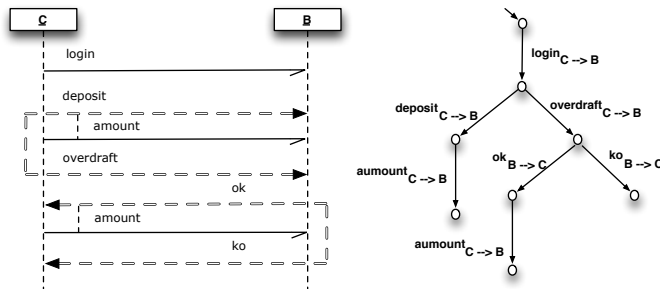 C
B
login
deposit
amount
overdraft
ok
amount
ko
login C --> B
deposit C --> B
overdraft C --> B
aumount C --> B
ok B --> C
ko B --> C
aumount C --> B